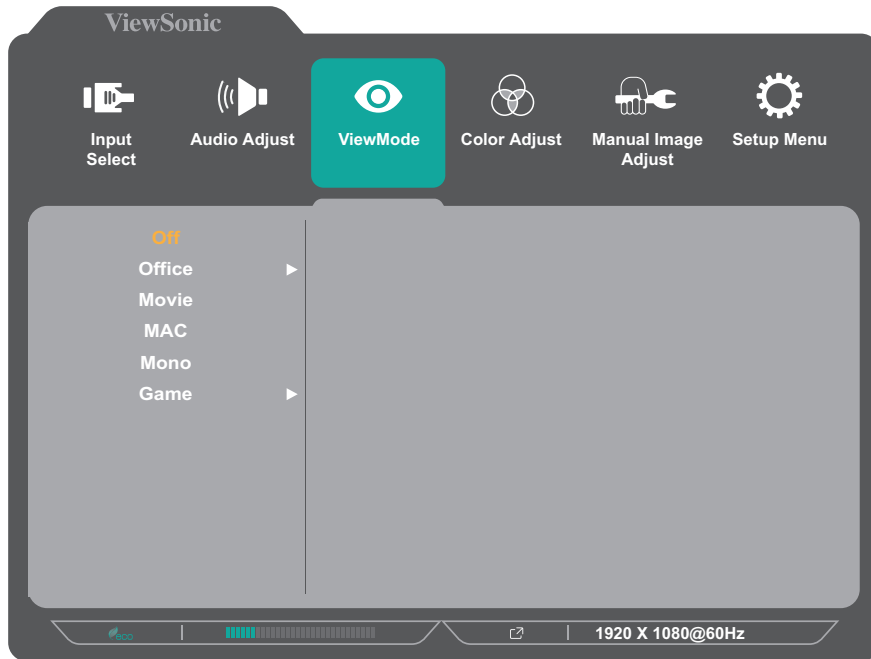 ViewSonic
Input
Select
Audio Adjust
ViewMode
Color Adjust
Manual Image
Adjust
Setup Menu
Off
Office
Movie
MAC
Mono
Game
eco
1920 X 1080@60Hz